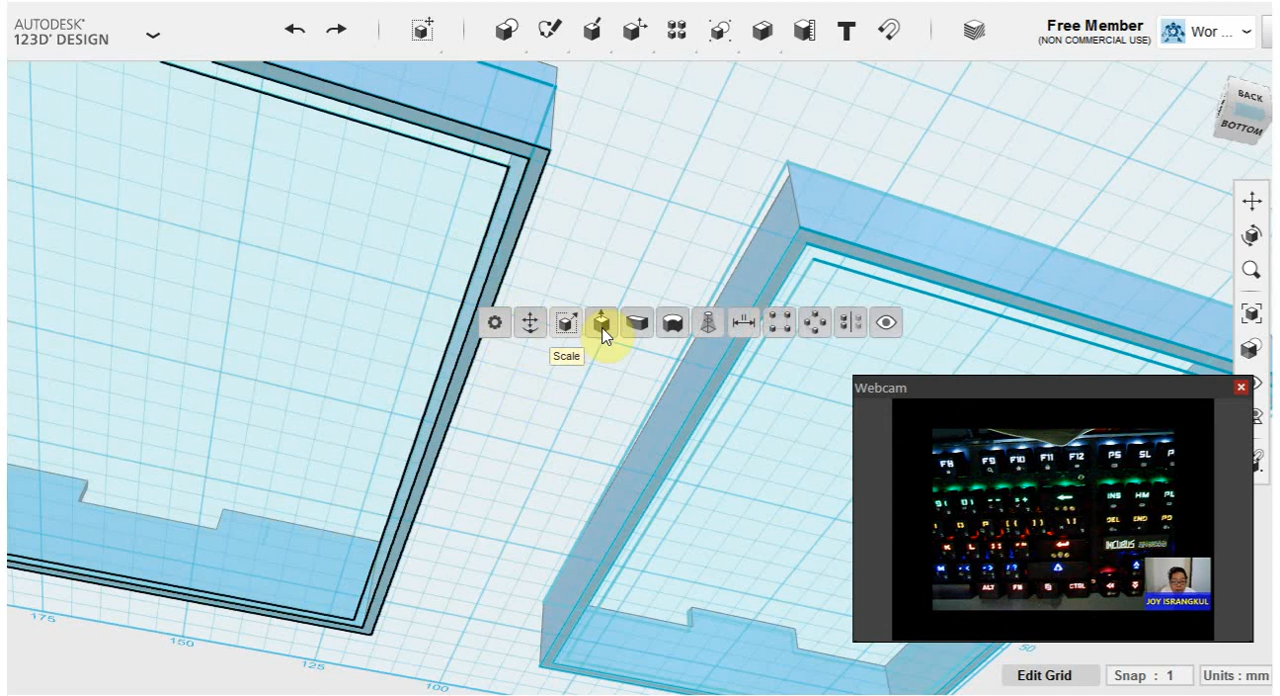 AUTODESK®
123D® DESIGN
Free Member
(NON COMMERCIAL USE)
Wor ...
BACK
BOTTOM
Scale
Webcam
F8 F9 F10 F11 F12 PS SL P
INS HM
DEL END
INCUBUS
ALT FN CTRL
JOY ISRANGKUL
175
150
125
100
50
Edit Grid
Snap : 1
Units : mm